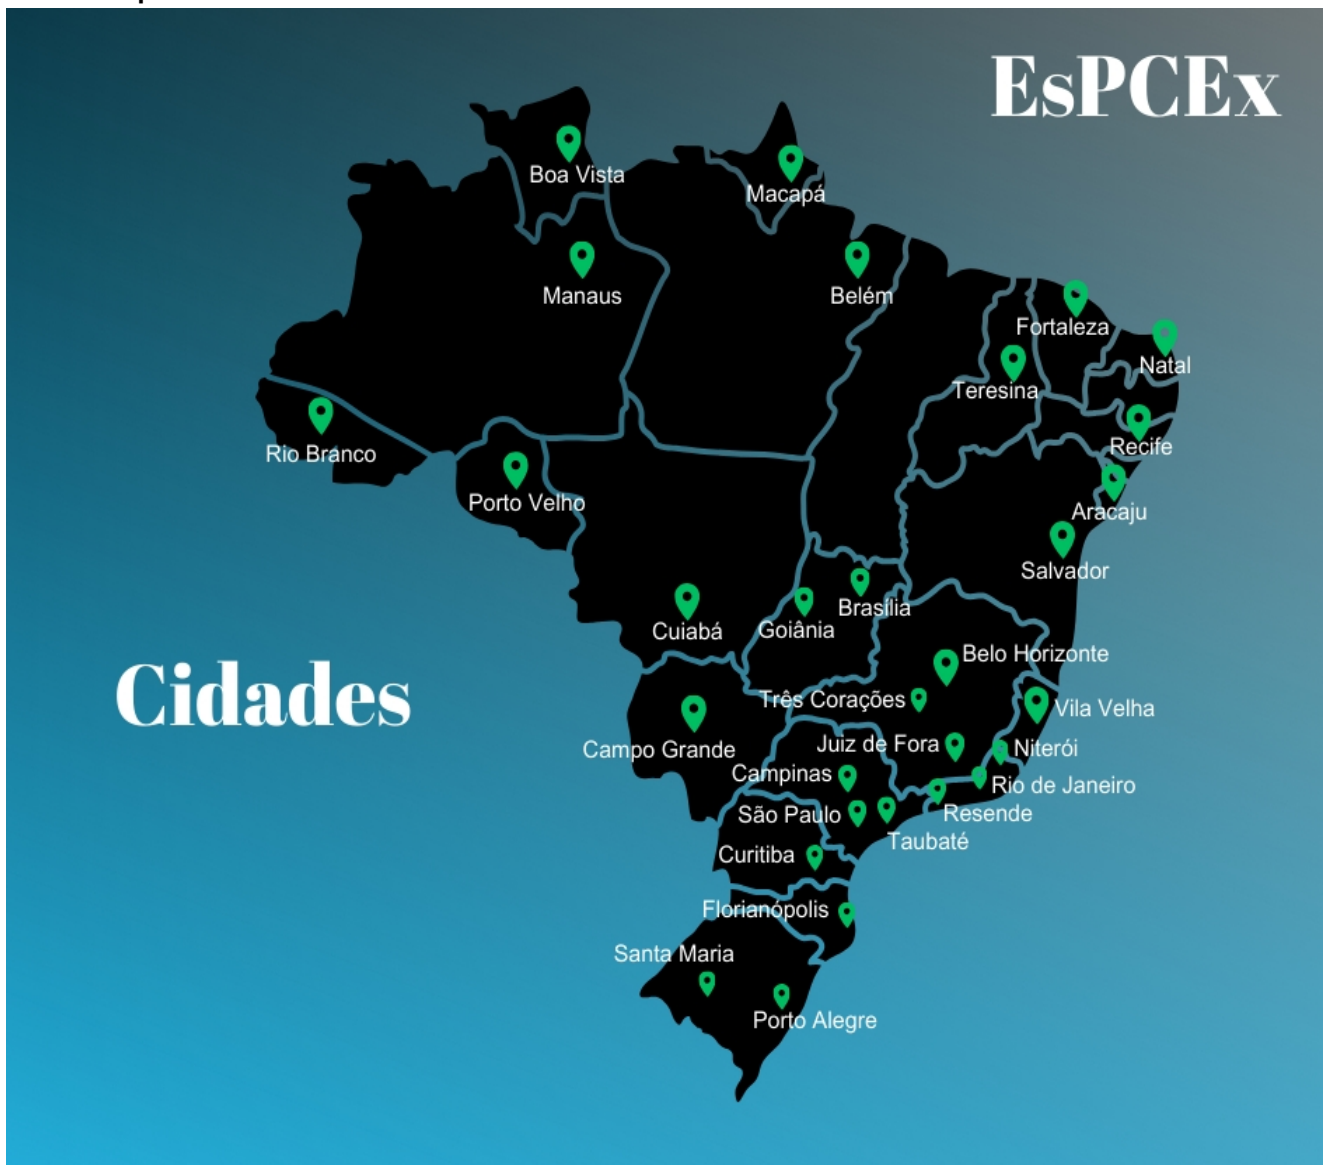 EsPCEx
Boa Vista
Macapá
Manaus
Belém
Fortaleza
Natal
Teresina
Recife
Rio Branco
Porto Velho
Aracaju
Salvador
Brasília
Cuiabá
Goiânia
Belo Horizonte
Cidades
Três Corações
Vila Velha
Campo Grande
Juiz de Fora
Niterói
Campinas
Rio de Janeiro
São Paulo
Resende
Taubaté
Curitiba
Florianópolis
Santa Maria
Porto Alegre